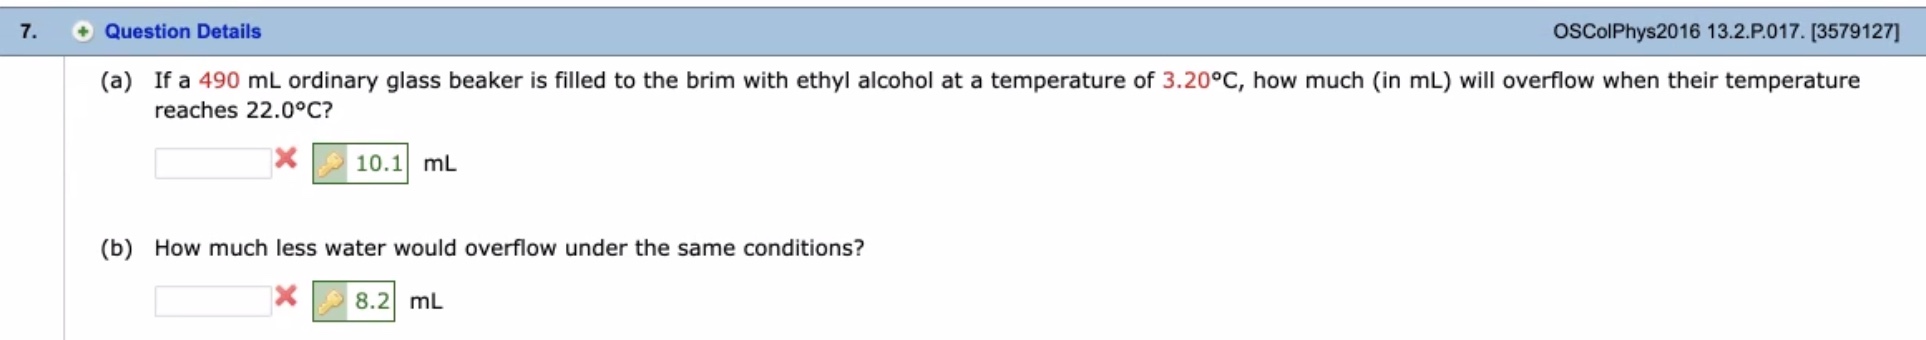 7. Question Details OSColPhys2016 13.2.P.017. [3579127]
(a) If a 490 mL ordinary glass beaker is filled to the brim with ethyl alcohol at a temperature of 3.20°C, how much (in mL) will overflow when their temperature
reaches 22.0°C?
10.1 mL
(b) How much less water would overflow under the same conditions?
8.2 mL